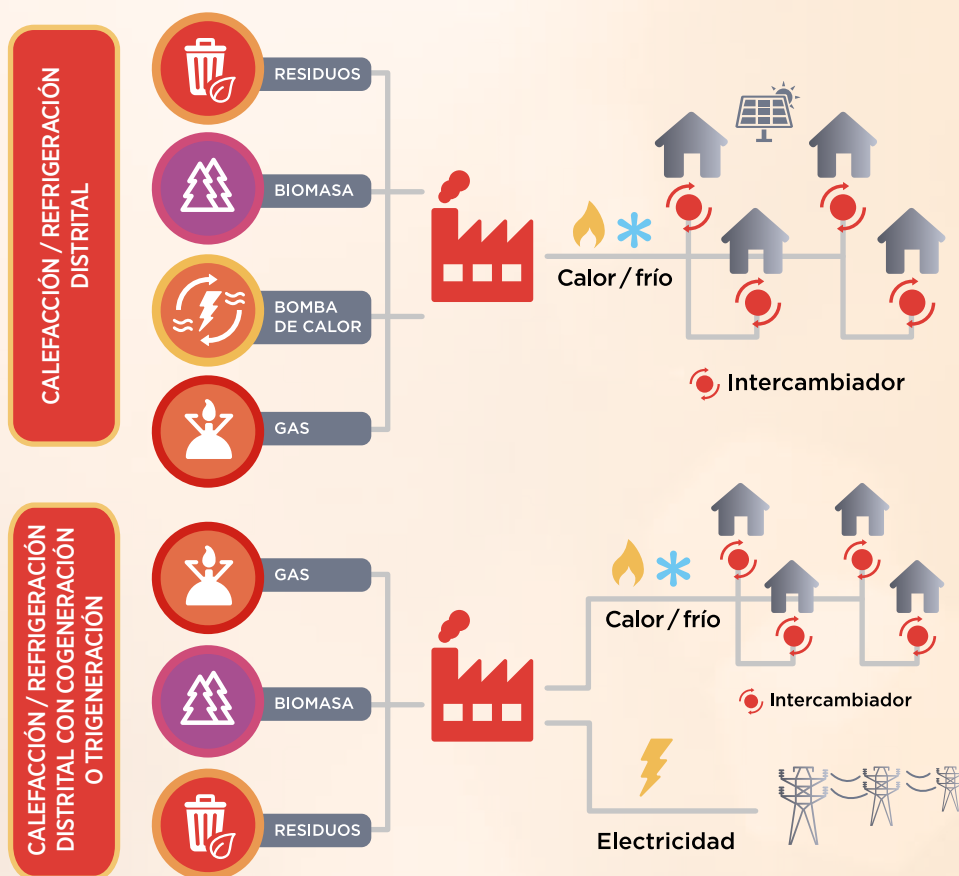 CALEFACCIÓN / REFRIGERACIÓN
DISTRITAL
RESIDUOS
BIOMASA
BOMBA
DE CALOR
GAS
Calor / frío
Intercambiador
CALEFACCIÓN / REFRIGERACIÓN
DISTRITAL CON COGENERACIÓN
O TRIGENERACIÓN
GAS
BIOMASA
RESIDUOS
Calor / frío
Intercambiador
Electricidad